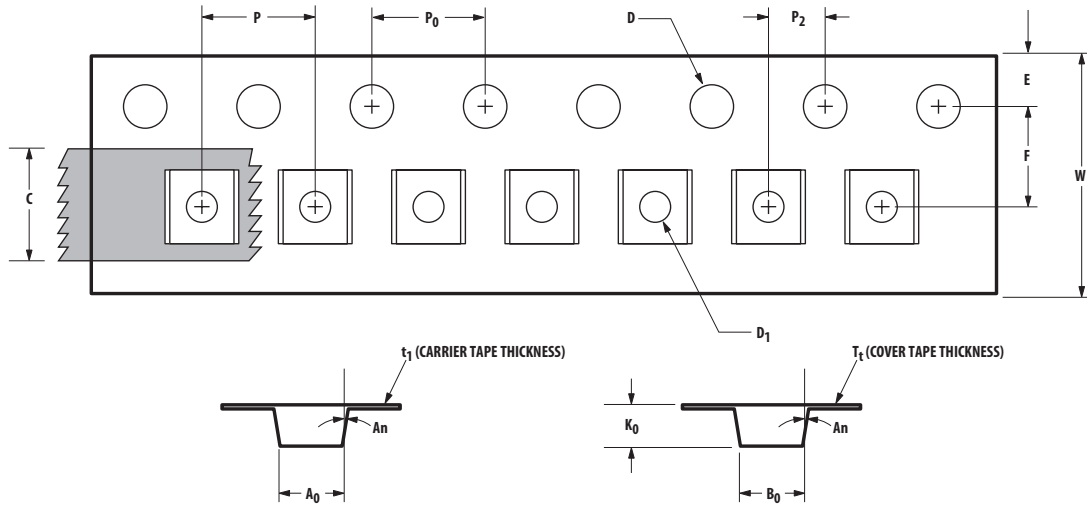 P
P0
D
P2
E
F
W
C
D1
t1 (CARRIER TAPE THICKNESS)
Tt (COVER TAPE THICKNESS)
An
K0
An
A0
B0